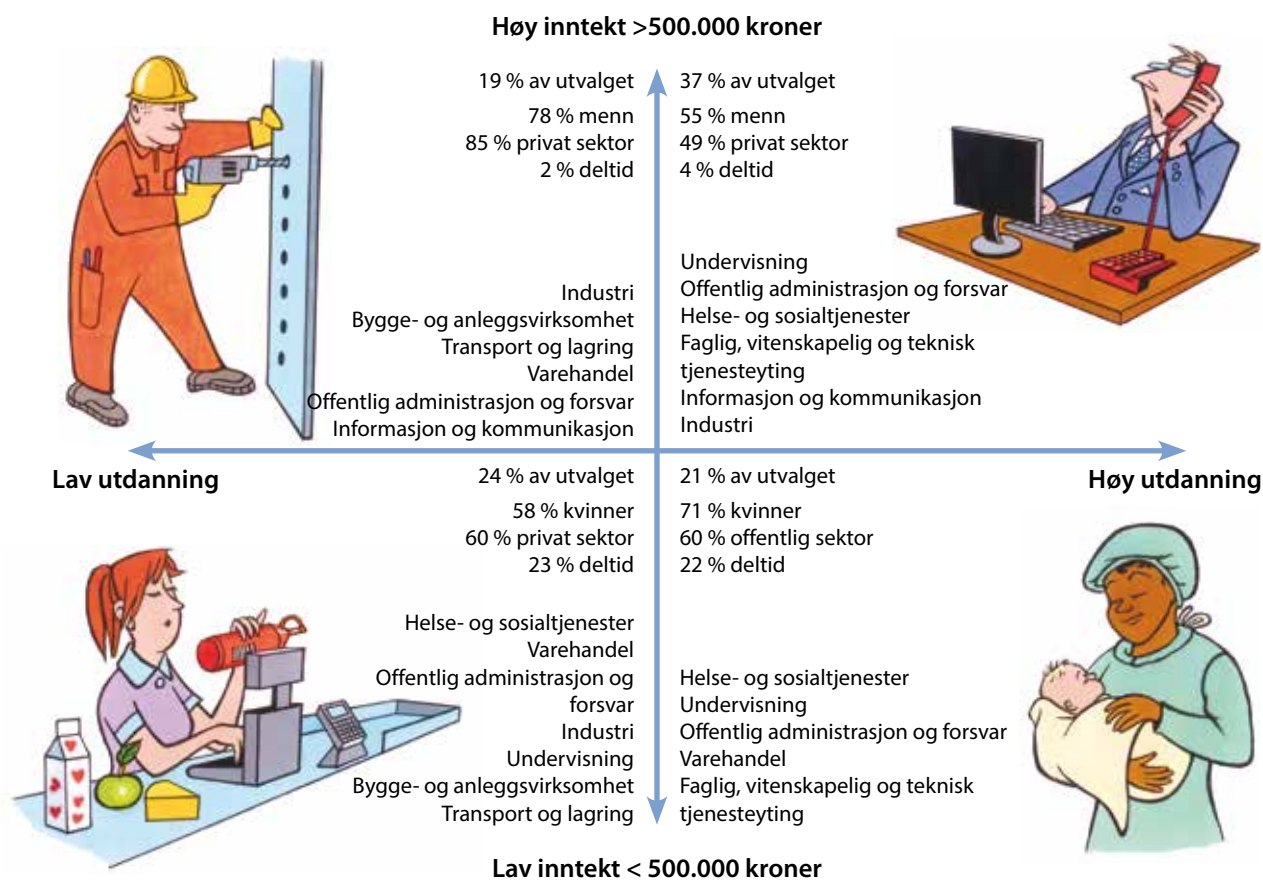 Høy inntekt >500.000 kroner
19 % av utvalget
78 % menn
85 % privat sektor
2 % deltid
Industri
Bygge- og anleggsvirksomhet
Transport og lagring
Varehandel
Offentlig administrasjon og forsvar
Informasjon og kommunikasjon
37 % av utvalget
55 % menn
49 % privat sektor
4 % deltid
Undervisning
Offentlig administrasjon og forsvar
Helse- og sosialtjenester
Faglig, vitenskapelig og teknisk
tjenesteyting
Informasjon og kommunikasjon
Industri
Lav utdanning
Høy utdanning
24 % av utvalget
58 % kvinner
60 % privat sektor
23 % deltid
Helse- og sosialtjenester
Varehandel
Offentlig administrasjon og
forsvar
Industri
Undervisning
Bygge- og anleggsvirksomhet
Transport og lagring
21 % av utvalget
71 % kvinner
60 % offentlig sektor
22 % deltid
Helse- og sosialtjenester
Undervisning
Offentlig administrasjon og forsvar
Varehandel
Faglig, vitenskapelig og teknisk
tjenesteyting
Lav inntekt < 500.000 kroner